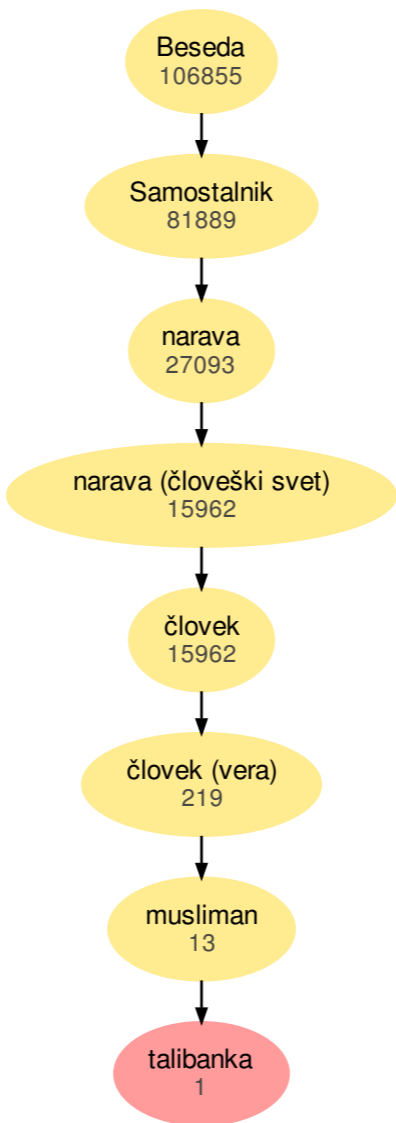 Beseda
106855
Samostalnik
81889
narava
27093
narava (človeški svet)
15962
človek
15962
človek (vera)
219
musliman
13
talibanka
1